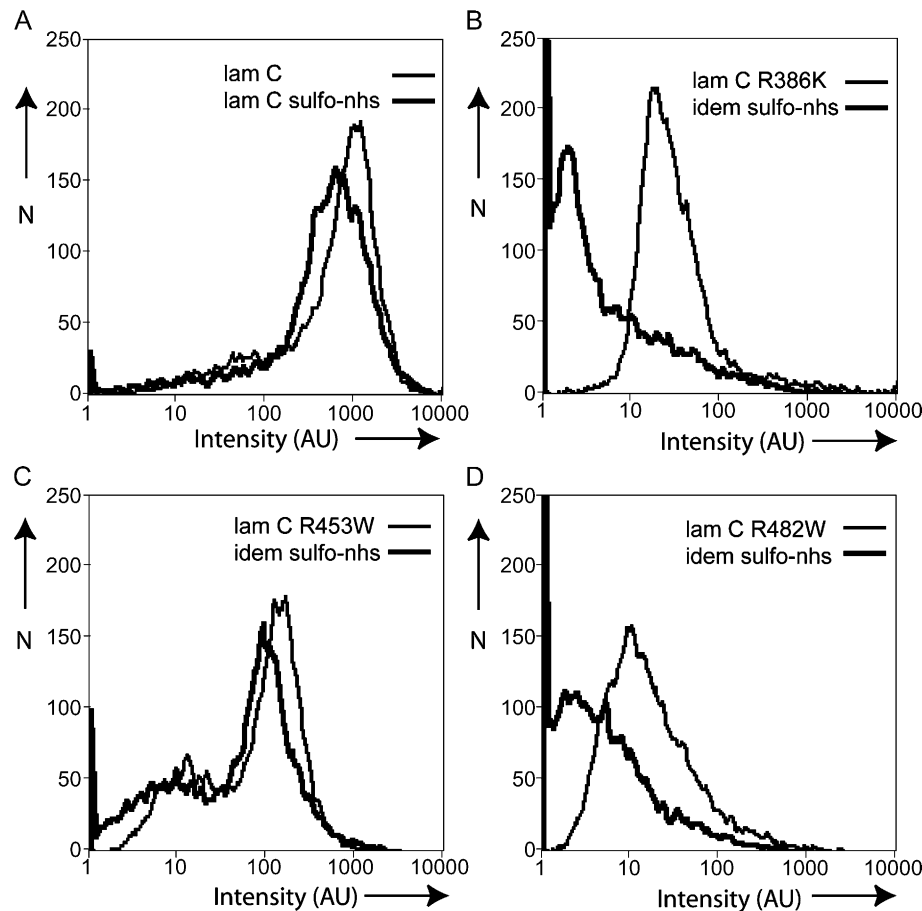 A
250
200
150
100
50
0
N
lam C
lam C sulfo-nhs
1 10 100 1000 10000
Intensity (AU)
B
250
200
150
100
50
0
N
lam C R386K
idem sulfo-nhs
1 10 100 1000 10000
Intensity (AU)
C
250
200
150
100
50
0
N
lam C R453W
idem sulfo-nhs
1 10 100 1000 10000
Intensity (AU)
D
250
200
150
100
50
0
N
lam C R482W
idem sulfo-nhs
1 10 100 1000 10000
Intensity (AU)